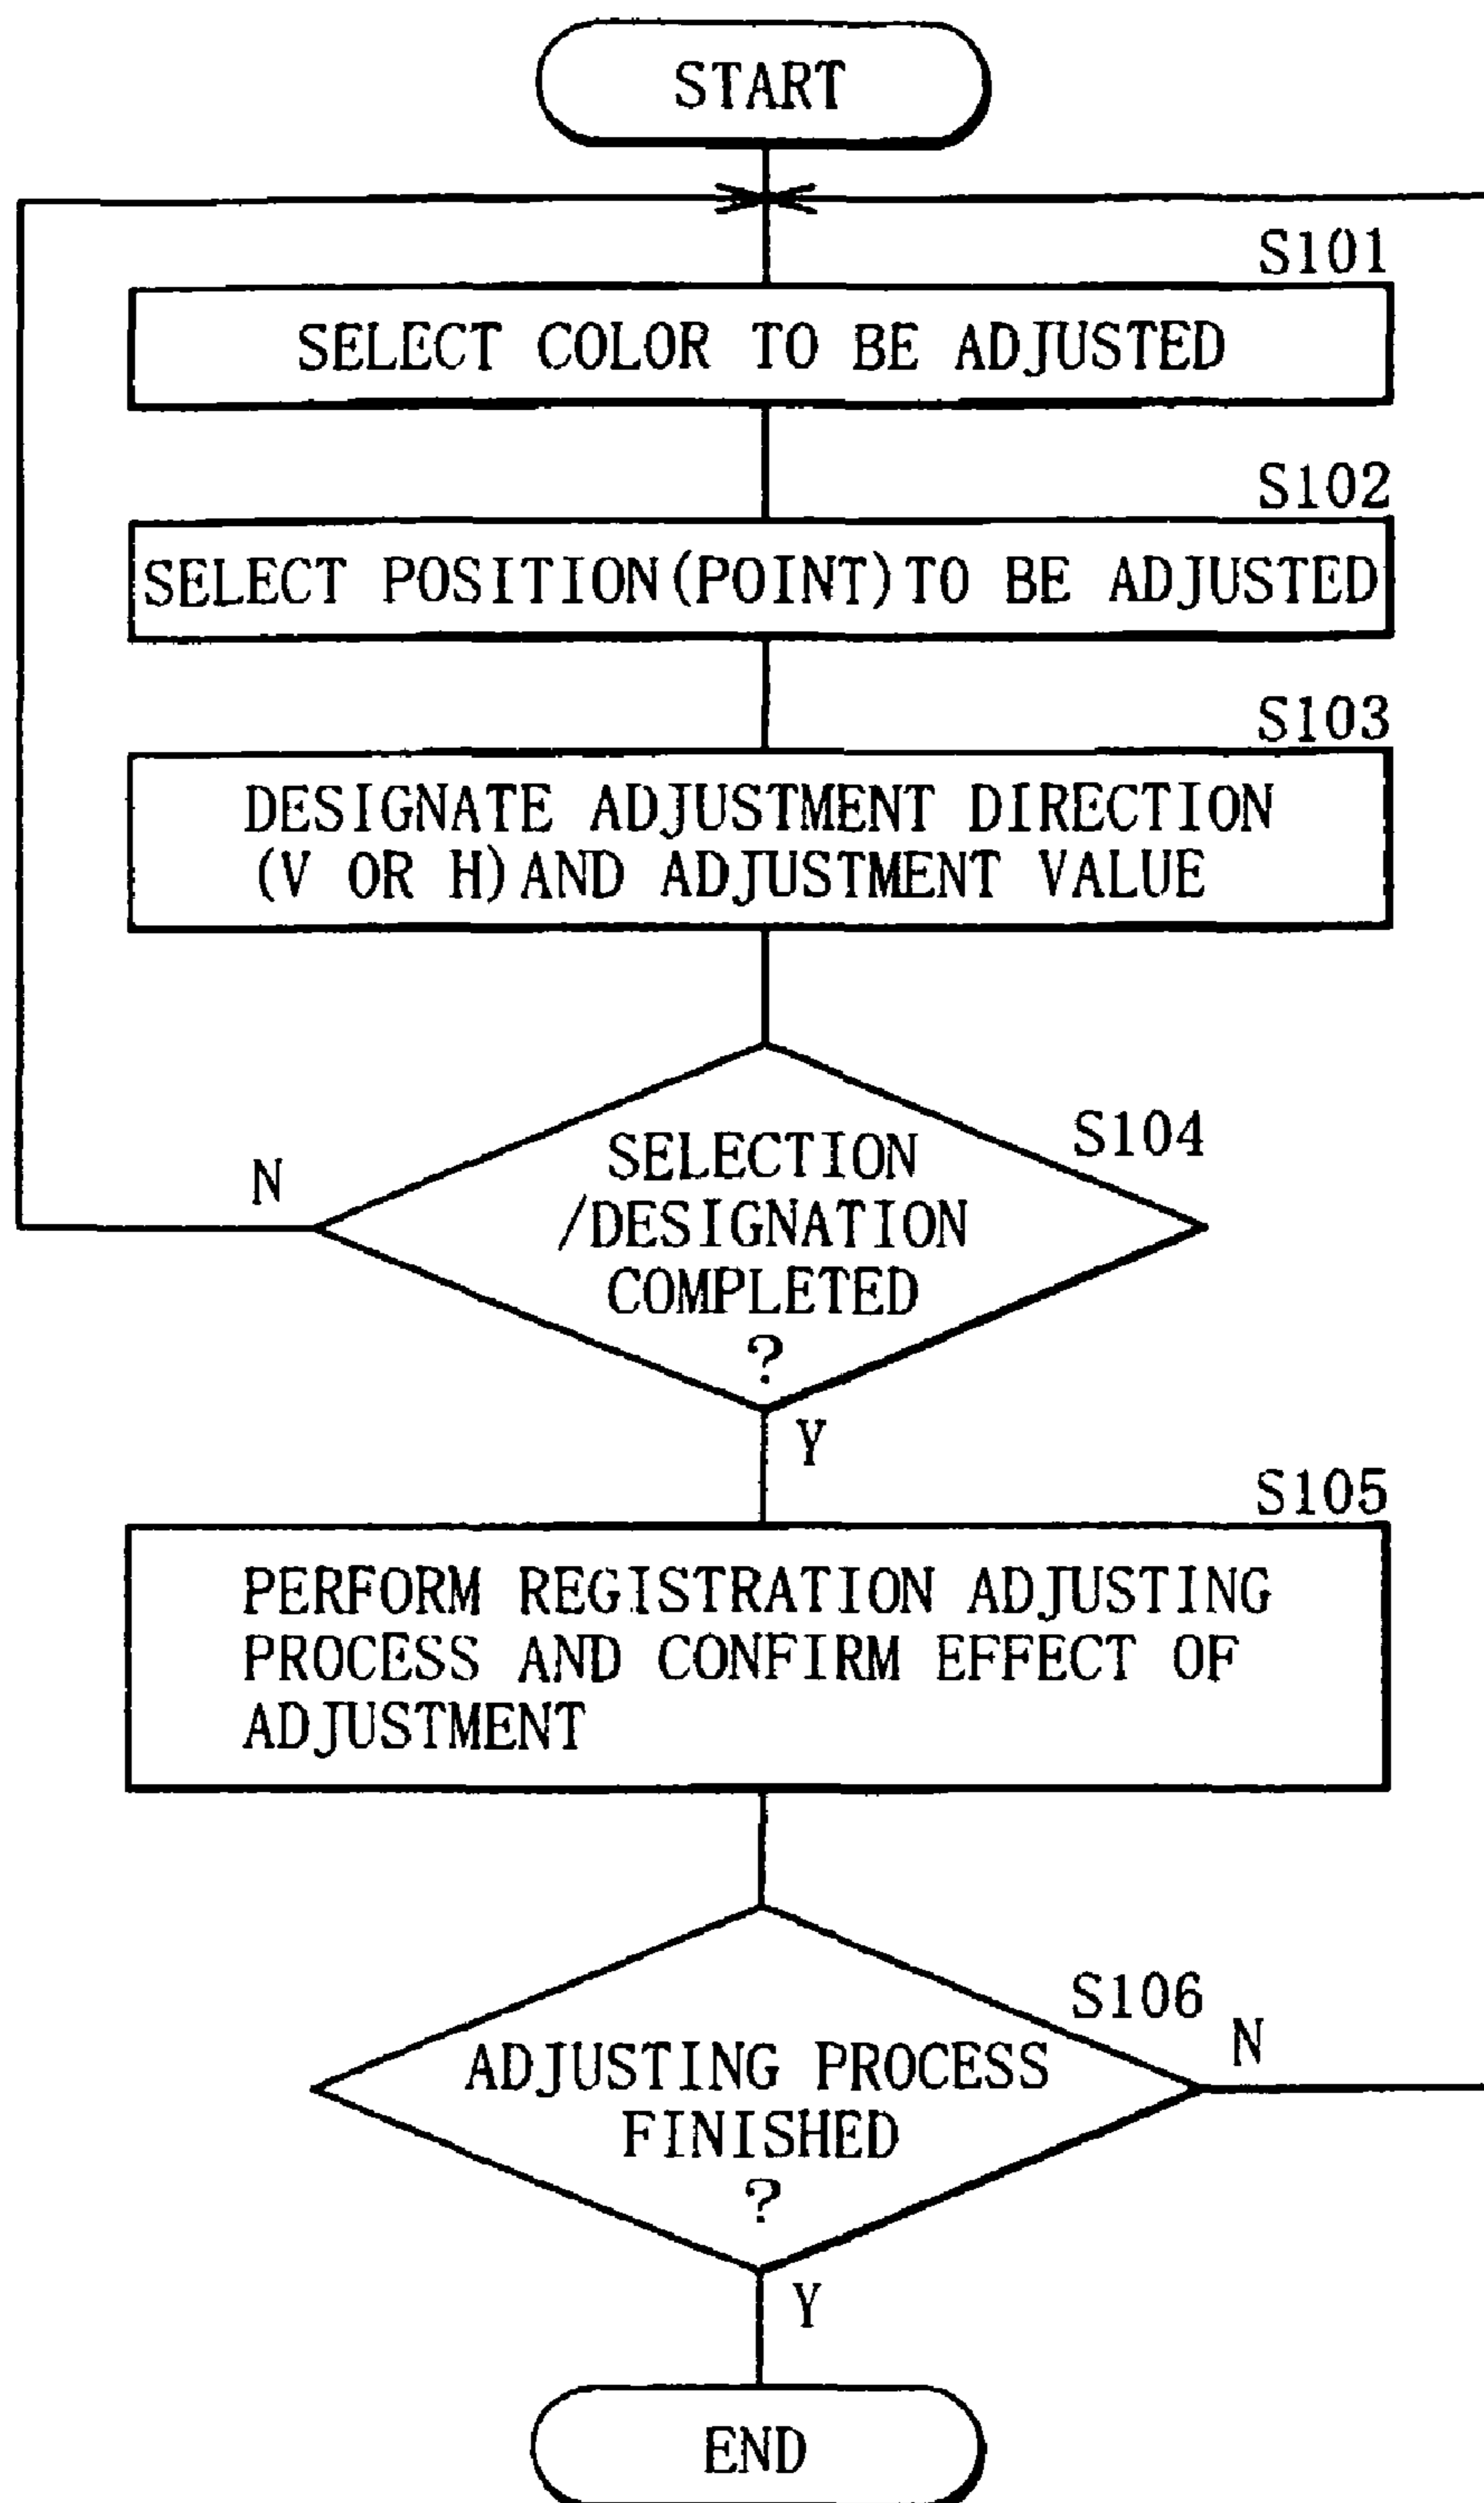 START
S101
SELECT COLOR TO BE ADJUSTED
S102
SELECT POSITION(POINT)TO BE ADJUSTED
S103
DESIGNATE ADJUSTMENT DIRECTION
(V OR H)AND ADJUSTMENT VALUE
S104
SELECTION
/DESIGNATION
COMPLETED
?
N
Y
S105
PERFORM REGISTRATION ADJUSTING
PROCESS AND CONFIRM EFFECT OF
ADJUSTMENT
S106
ADJUSTING PROCESS
FINISHED
?
N
Y
END